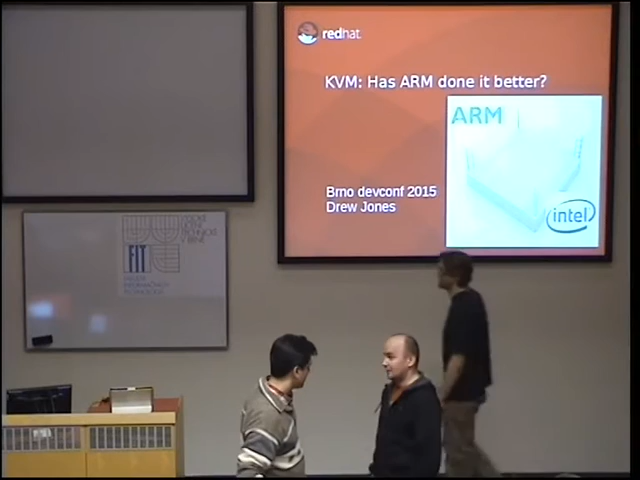 redhat
KVM: Has ARM done it better?
ARM
Brno devconf 2015
Drew Jones
intel
FIT